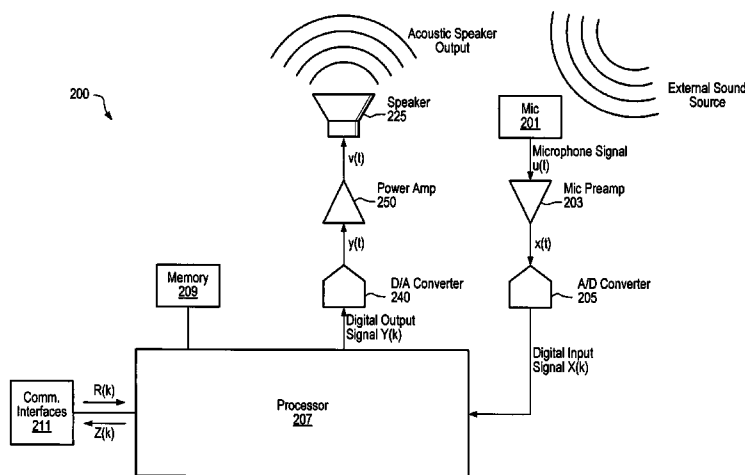 Acoustic Speaker
Output
External Sound
Source
200
Speaker
225
Mic
201
v(t)
Microphone Signal
u(t)
Power Amp
250
Mic Preamp
203
y(t)
x(t)
Memory
209
D/A Converter
240
A/D Converter
205
Digital Output
Signal Y(k)
Digital Input
Signal X(k)
Comm.
Interfaces
211
R(k)
Z(k)
Processor
207